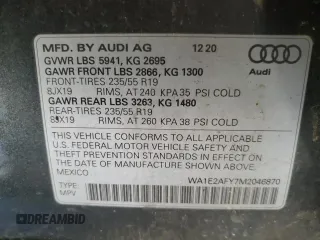 MFD. BY AUDI AG 12 20
GVWR LBS 5941, KG 2695
GAWR FRONT LBS 2866, KG 1300
FRONT-TIRES 235/55 R19
8JX19 RIMS, AT 240 KPA 35 PSI COLD
GAWR REAR LBS 3263, KG 1480
REAR-TIRES 235/55 R19
8JX19 RIMS, AT 260 KPA 38 PSI COLD
Audi
THIS VEHICLE CONFORMS TO ALL APPLICABLE
U.S. FEDERAL MOTOR VEHICLE SAFETY
STANDARDS IN EFFECT ON THE DATE OF
MANUFACTURE SHOWN ABOVE.
MEXICO
WA1E2AFY7M2046870
TYPE: MPV
DREAMBID